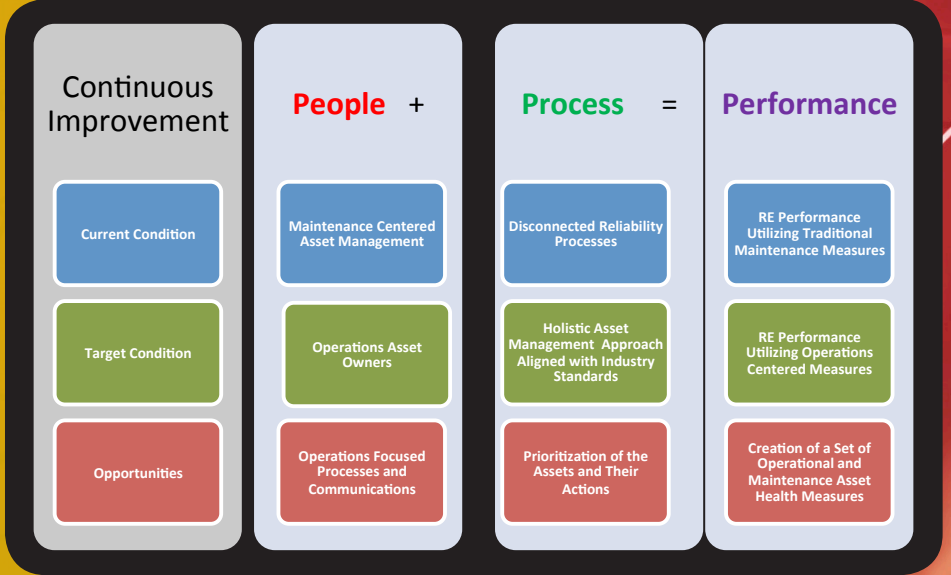 Continuous
Improvement
People +
Process =
Performance
Current Condition
Maintenance Centered
Asset Management
Disconnected Reliability
Processes
RE Performance
Utilizing Traditional
Maintenance Measures
Target Condition
Operations Asset
Owners
Holistic Asset
Management Approach
Aligned with Industry
Standards
RE Performance
Utilizing Operations
Centered Measures
Opportunities
Operations Focused
Processes and
Communications
Prioritization of the
Assets and Their
Actions
Creation of a Set of
Operational and
Maintenance Asset
Health Measures